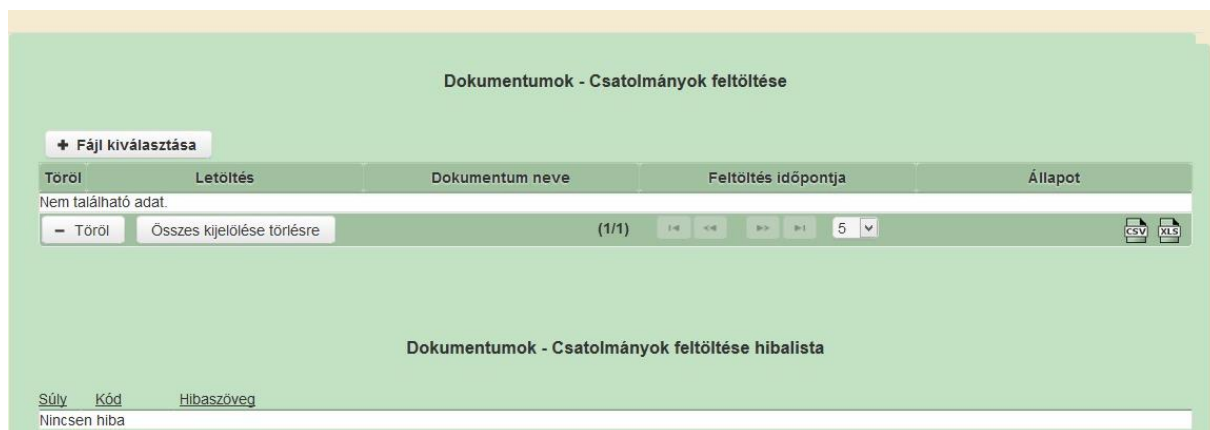 Dokumentumok - Csatolmányok feltöltése
+ Fájl kiválasztása
Töröl Letöltés Dokumentum neve Feltöltés időpontja Állapot
Nem található adat.
− Töröl Összes kijelölése törlésre (1/1) 5 CSV XLS
Dokumentumok - Csatolmányok feltöltése hibalista
Súly Kód Hibaszöveg
Nincsen hiba